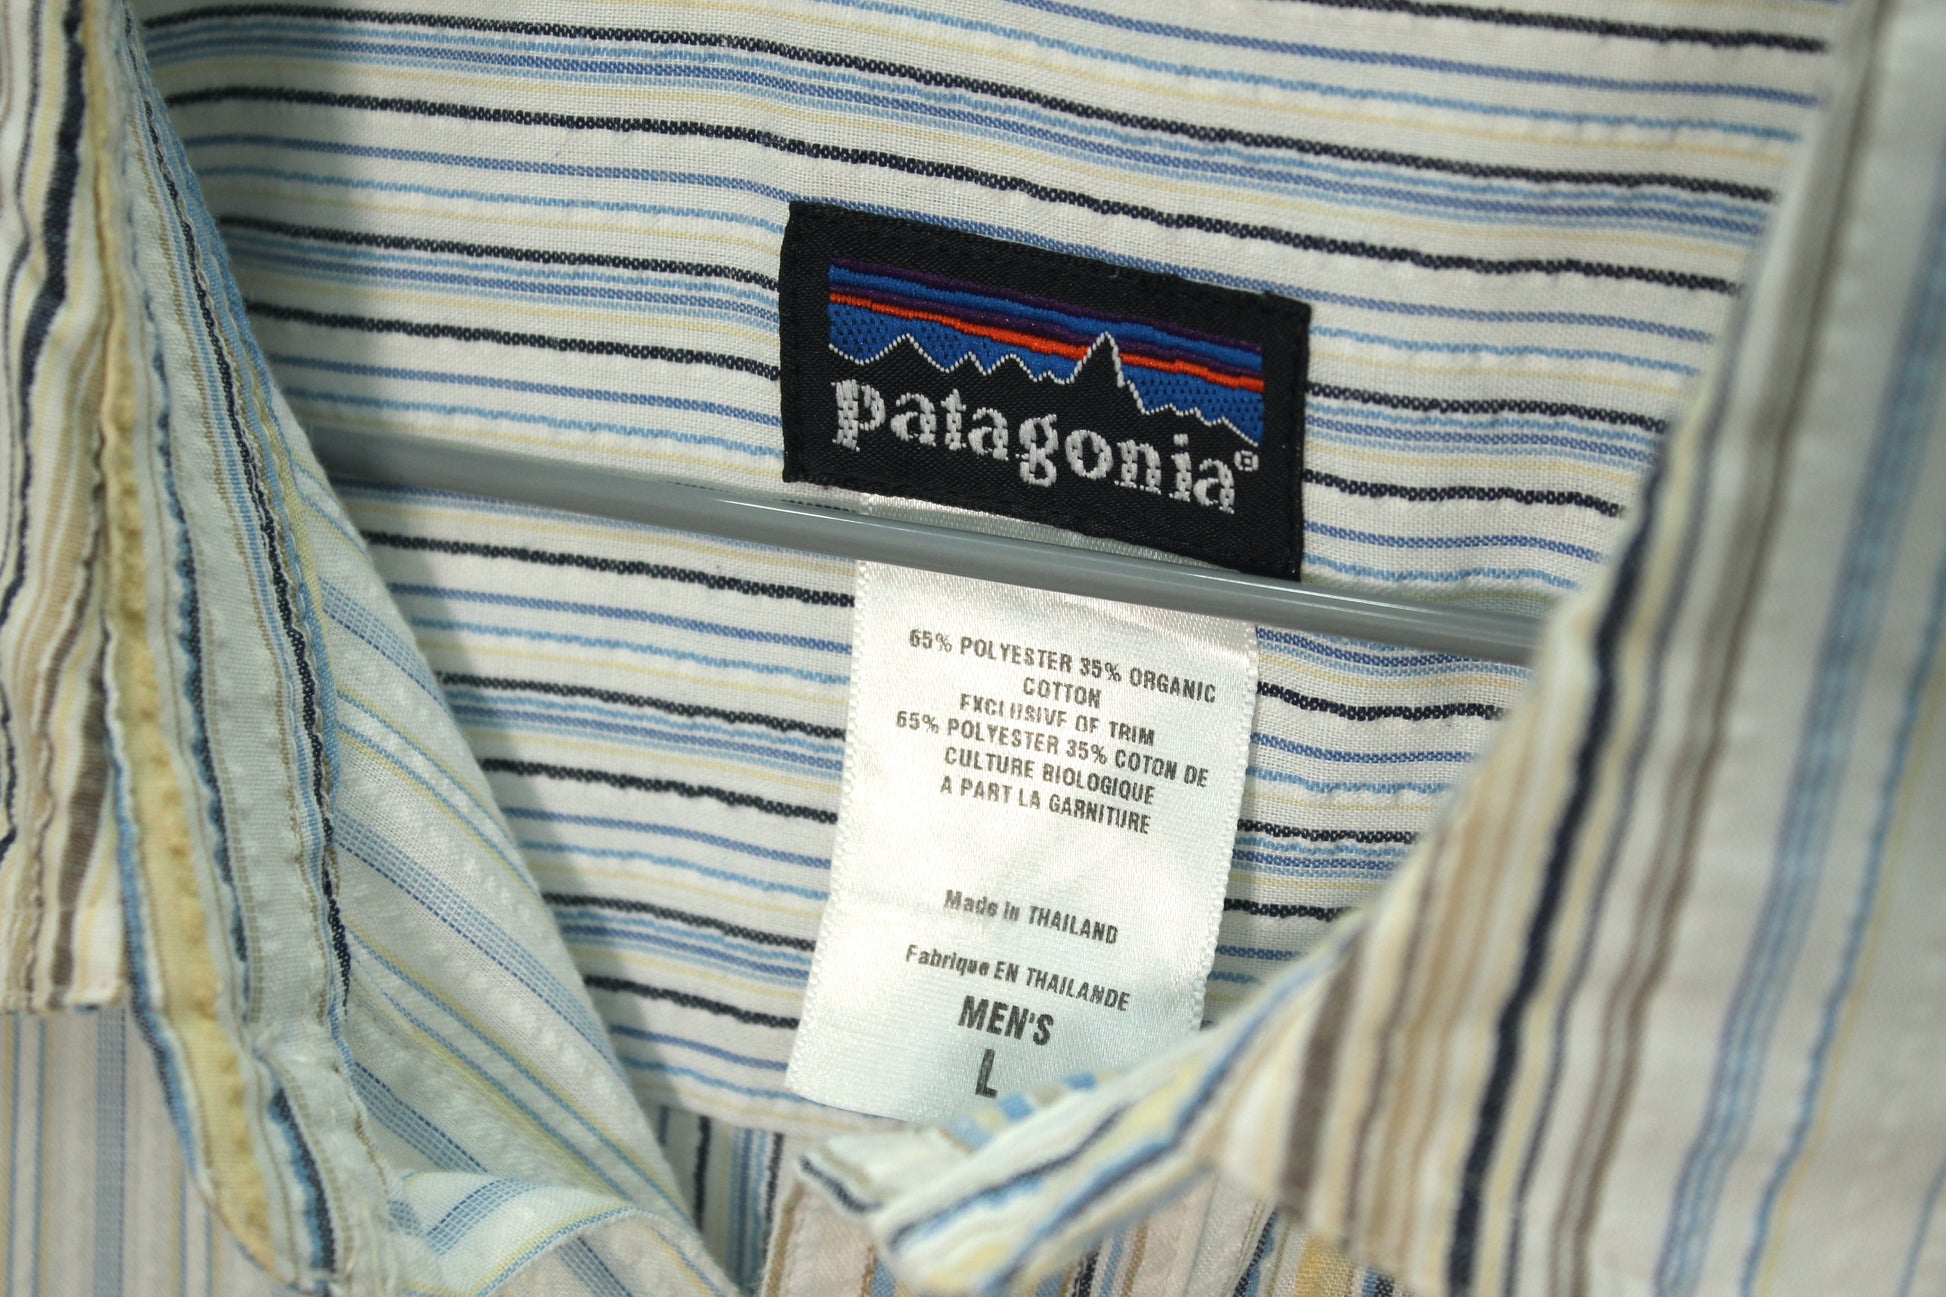 patagonia®
65% POLYESTER 35% ORGANIC
COTTON
EXCLUSIVE OF TRIM
65% POLYESTER 35% COTON DE
CULTURE BIOLOGIQUE
A PART LA GARNITURE
Made in THAILAND
Fabrique EN THAILANDE
MEN'S
L